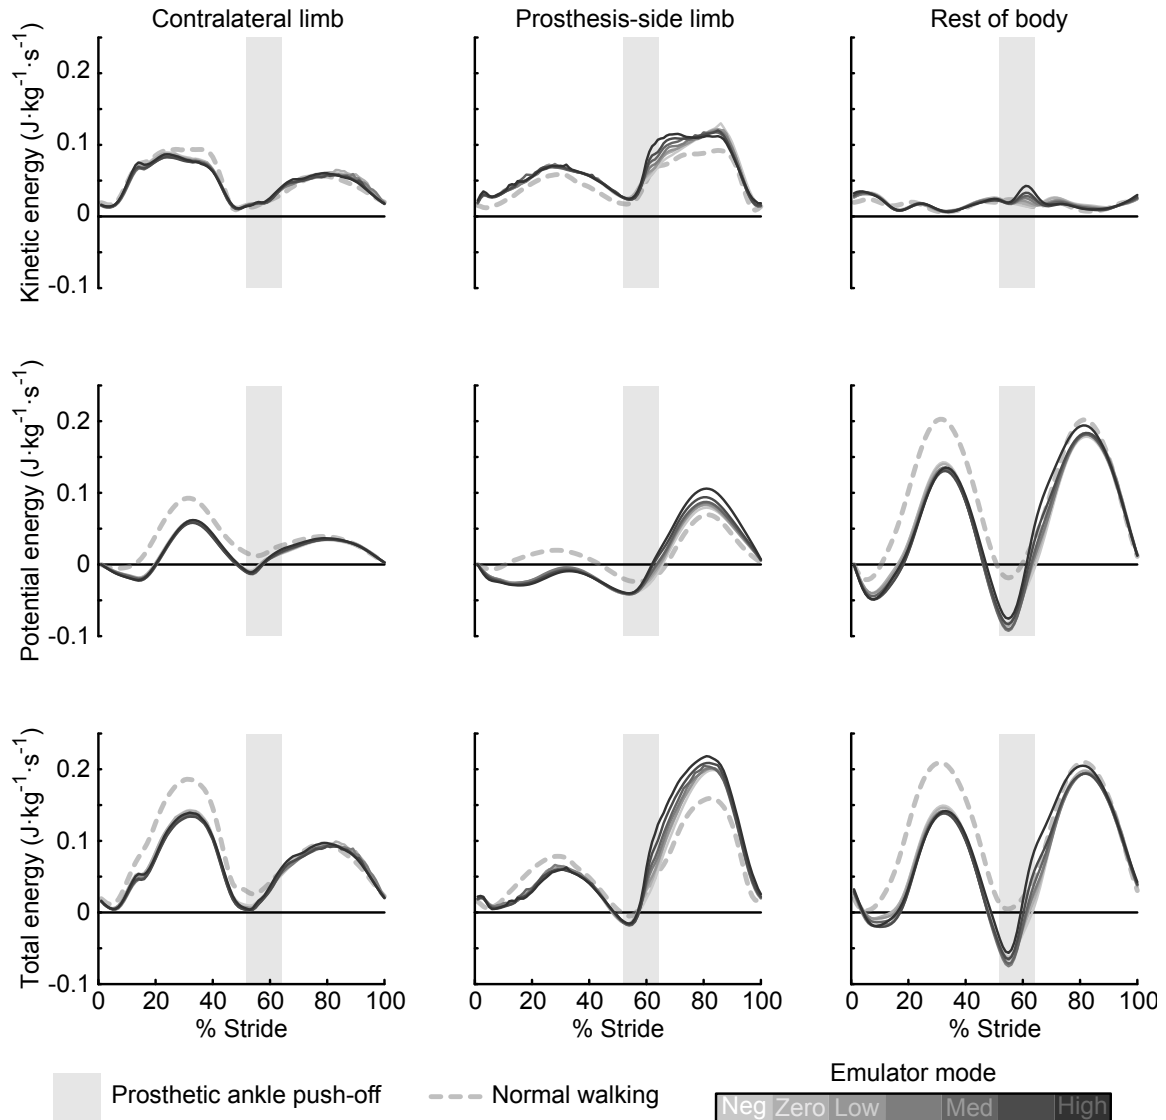 Contralateral limb Prosthesis-side limb Rest of body
Kinetic energy (J·kg⁻¹·s⁻¹)
0.2
0.1
0
-0.1
Potential energy (J·kg⁻¹·s⁻¹)
0.2
0.1
0
-0.1
Total energy (J·kg⁻¹·s⁻¹)
0.2
0.1
0
-0.1
0 20 40 60 80 100 0 20 40 60 80 100 0 20 40 60 80 100
% Stride % Stride % Stride
Emulator mode
Prosthetic ankle push-off Normal walking Neg Zero Low Med High